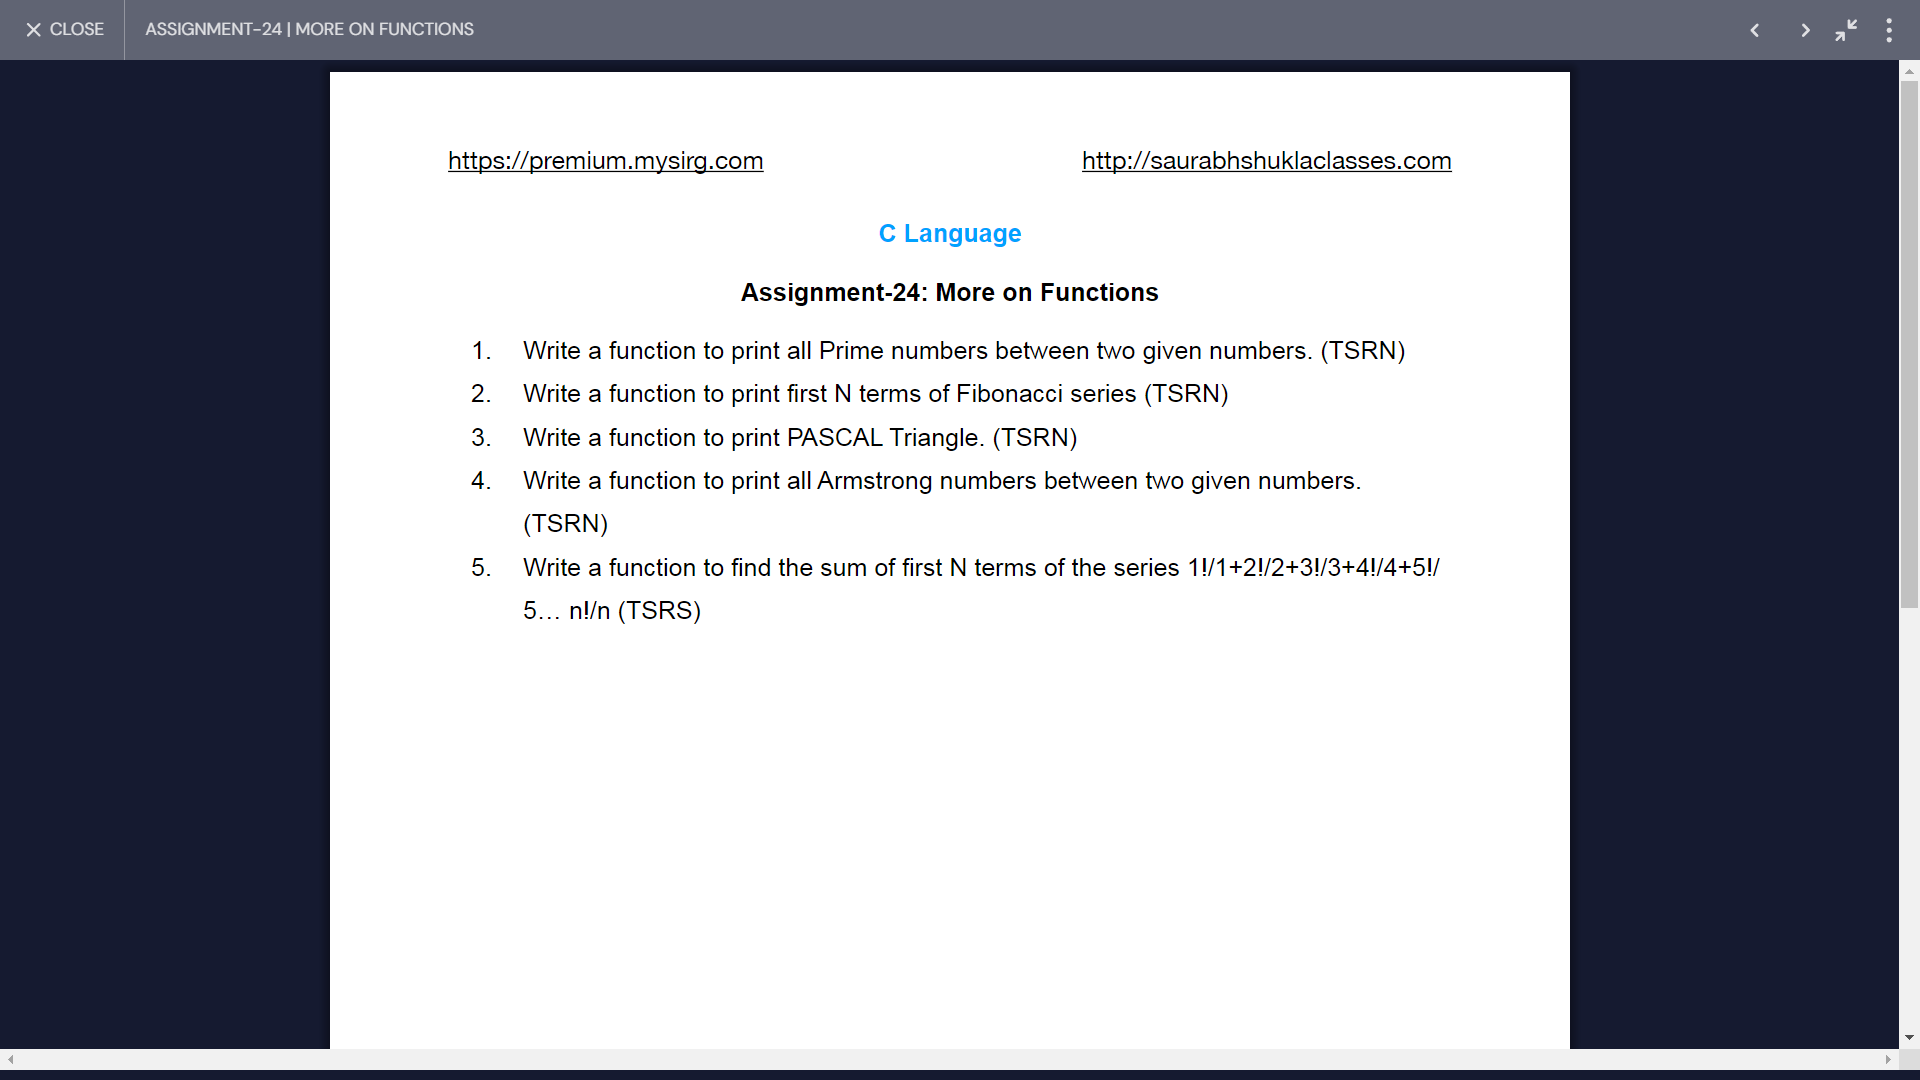 CLOSE ASSIGNMENT-24 | MORE ON FUNCTIONS
https://premium.mysirg.com http://saurabhshuklaclasses.com
C Language
Assignment-24: More on Functions
1. Write a function to print all Prime numbers between two given numbers. (TSRN)
2. Write a function to print first N terms of Fibonacci series (TSRN)
3. Write a function to print PASCAL Triangle. (TSRN)
4. Write a function to print all Armstrong numbers between two given numbers.
(TSRN)
5. Write a function to find the sum of first N terms of the series 1!/1+2!/2+3!/3+4!/4+5!/
5… n!/n (TSRS)